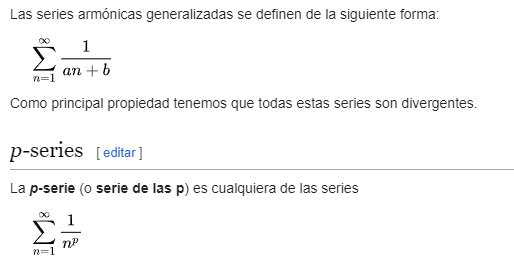 Las series armónicas generalizadas se definen de la siguiente forma:
∞
∑ 1/(an + b)
n=1
Como principal propiedad tenemos que todas estas series son divergentes.
p-series [ editar ]
La p-serie (o serie de las p) es cualquiera de las series
∞
∑ 1/nᵖ
n=1